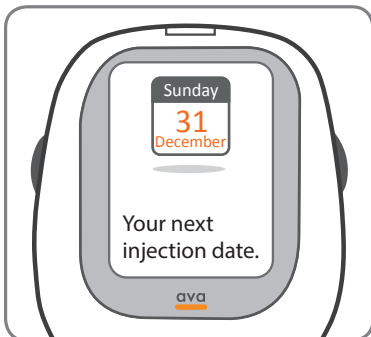 Sunday
31
December
Your next
injection date.
ava